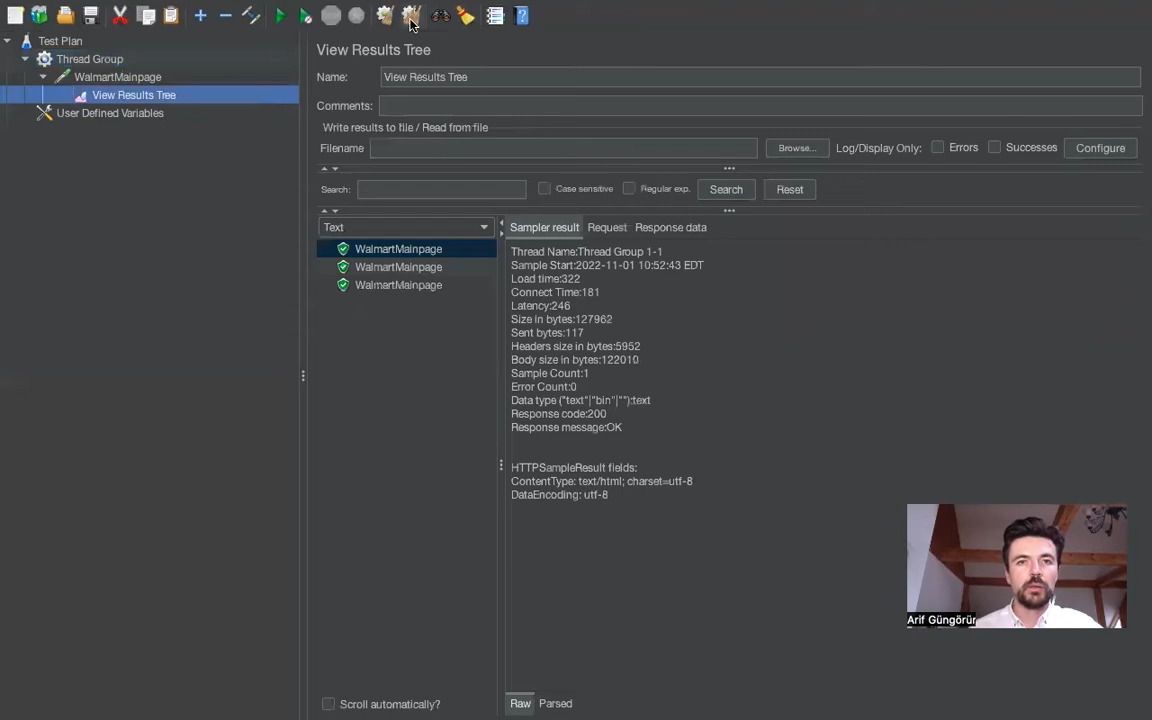 Test Plan
Thread Group
WalmartMainpage
View Results Tree
User Defined Variables
View Results Tree
Name: View Results Tree
Comments:
Write results to file / Read from file
Filename Browse... Log/Display Only: Errors Successes Configure
Search: Case sensitive Regular exp. Search Reset
Text
WalmartMainpage
WalmartMainpage
WalmartMainpage
Sampler result Request Response data
Thread Name:Thread Group 1-1
Sample Start:2022-11-01 10:52:43 EDT
Load time:322
Connect Time:181
Latency:246
Size in bytes:127962
Sent bytes:117
Headers size in bytes:5952
Body size in bytes:122010
Sample Count:1
Error Count:0
Data type ("text"|"bin"|""):text
Response code:200
Response message:OK
HTTPSampleResult fields:
ContentType: text/html; charset=utf-8
DataEncoding: utf-8
Arif Güngörür
Scroll automatically?
Raw Parsed